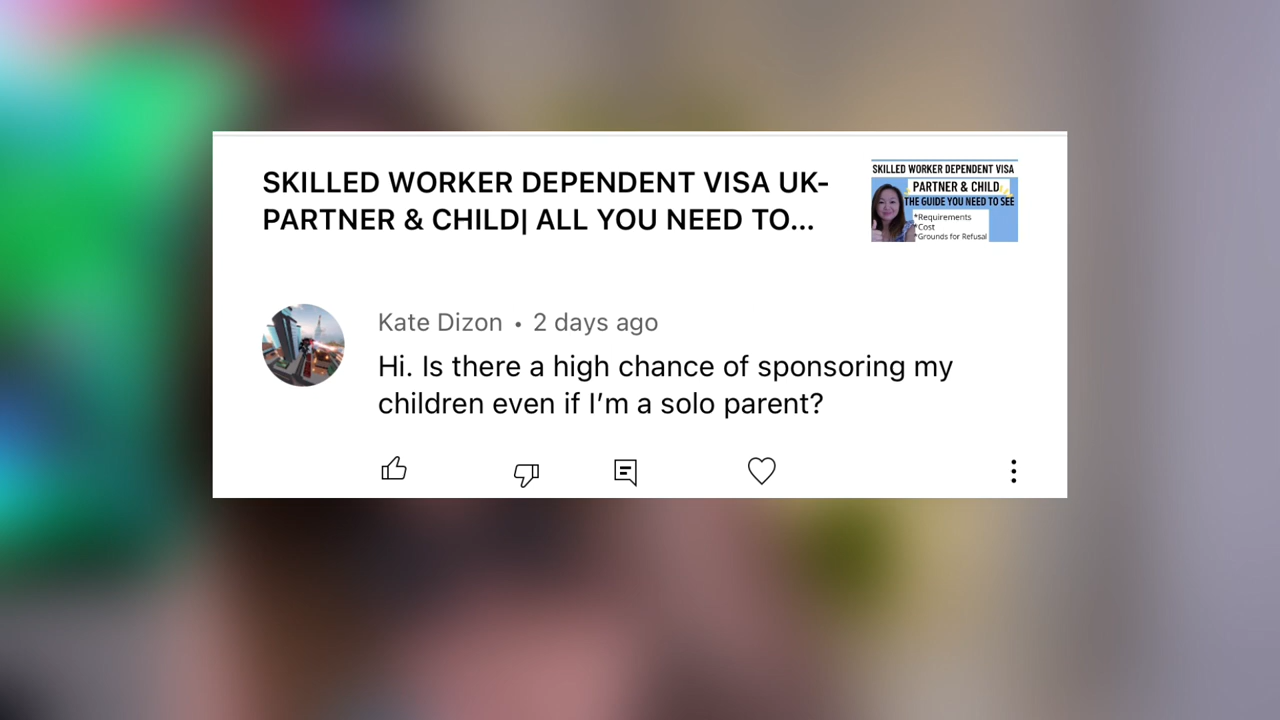 SKILLED WORKER DEPENDENT VISA UK-
PARTNER & CHILD| ALL YOU NEED TO...
SKILLED WORKER DEPENDENT VISA
PARTNER & CHILD
THE GUIDE YOU NEED TO SEE
*Requirements
*Cost
*Grounds for Refusal
Kate Dizon • 2 days ago
Hi. Is there a high chance of sponsoring my
children even if I’m a solo parent?